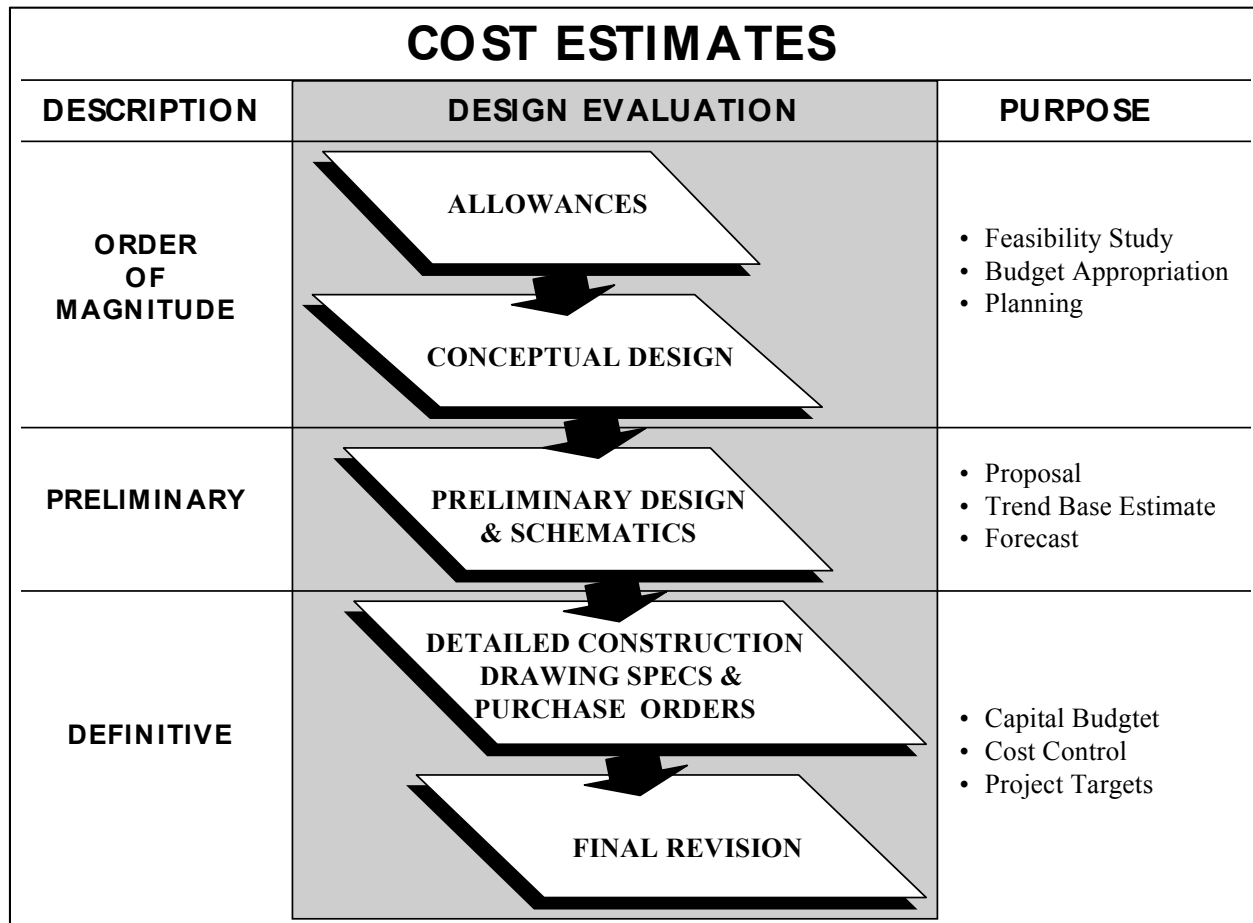 COST ESTIMATES
DESCRIPTION
DESIGN EVALUATION
PURPOSE
ORDER
OF
MAGNITUDE
ALLOWANCES
CONCEPTUAL DESIGN
• Feasibility Study
• Budget Appropriation
• Planning
PRELIMINARY
PRELIMINARY DESIGN
& SCHEMATICS
• Proposal
• Trend Base Estimate
• Forecast
DEFINITIVE
DETAILED CONSTRUCTION
DRAWING SPECS &
PURCHASE ORDERS
FINAL REVISION
• Capital Budgtet
• Cost Control
• Project Targets